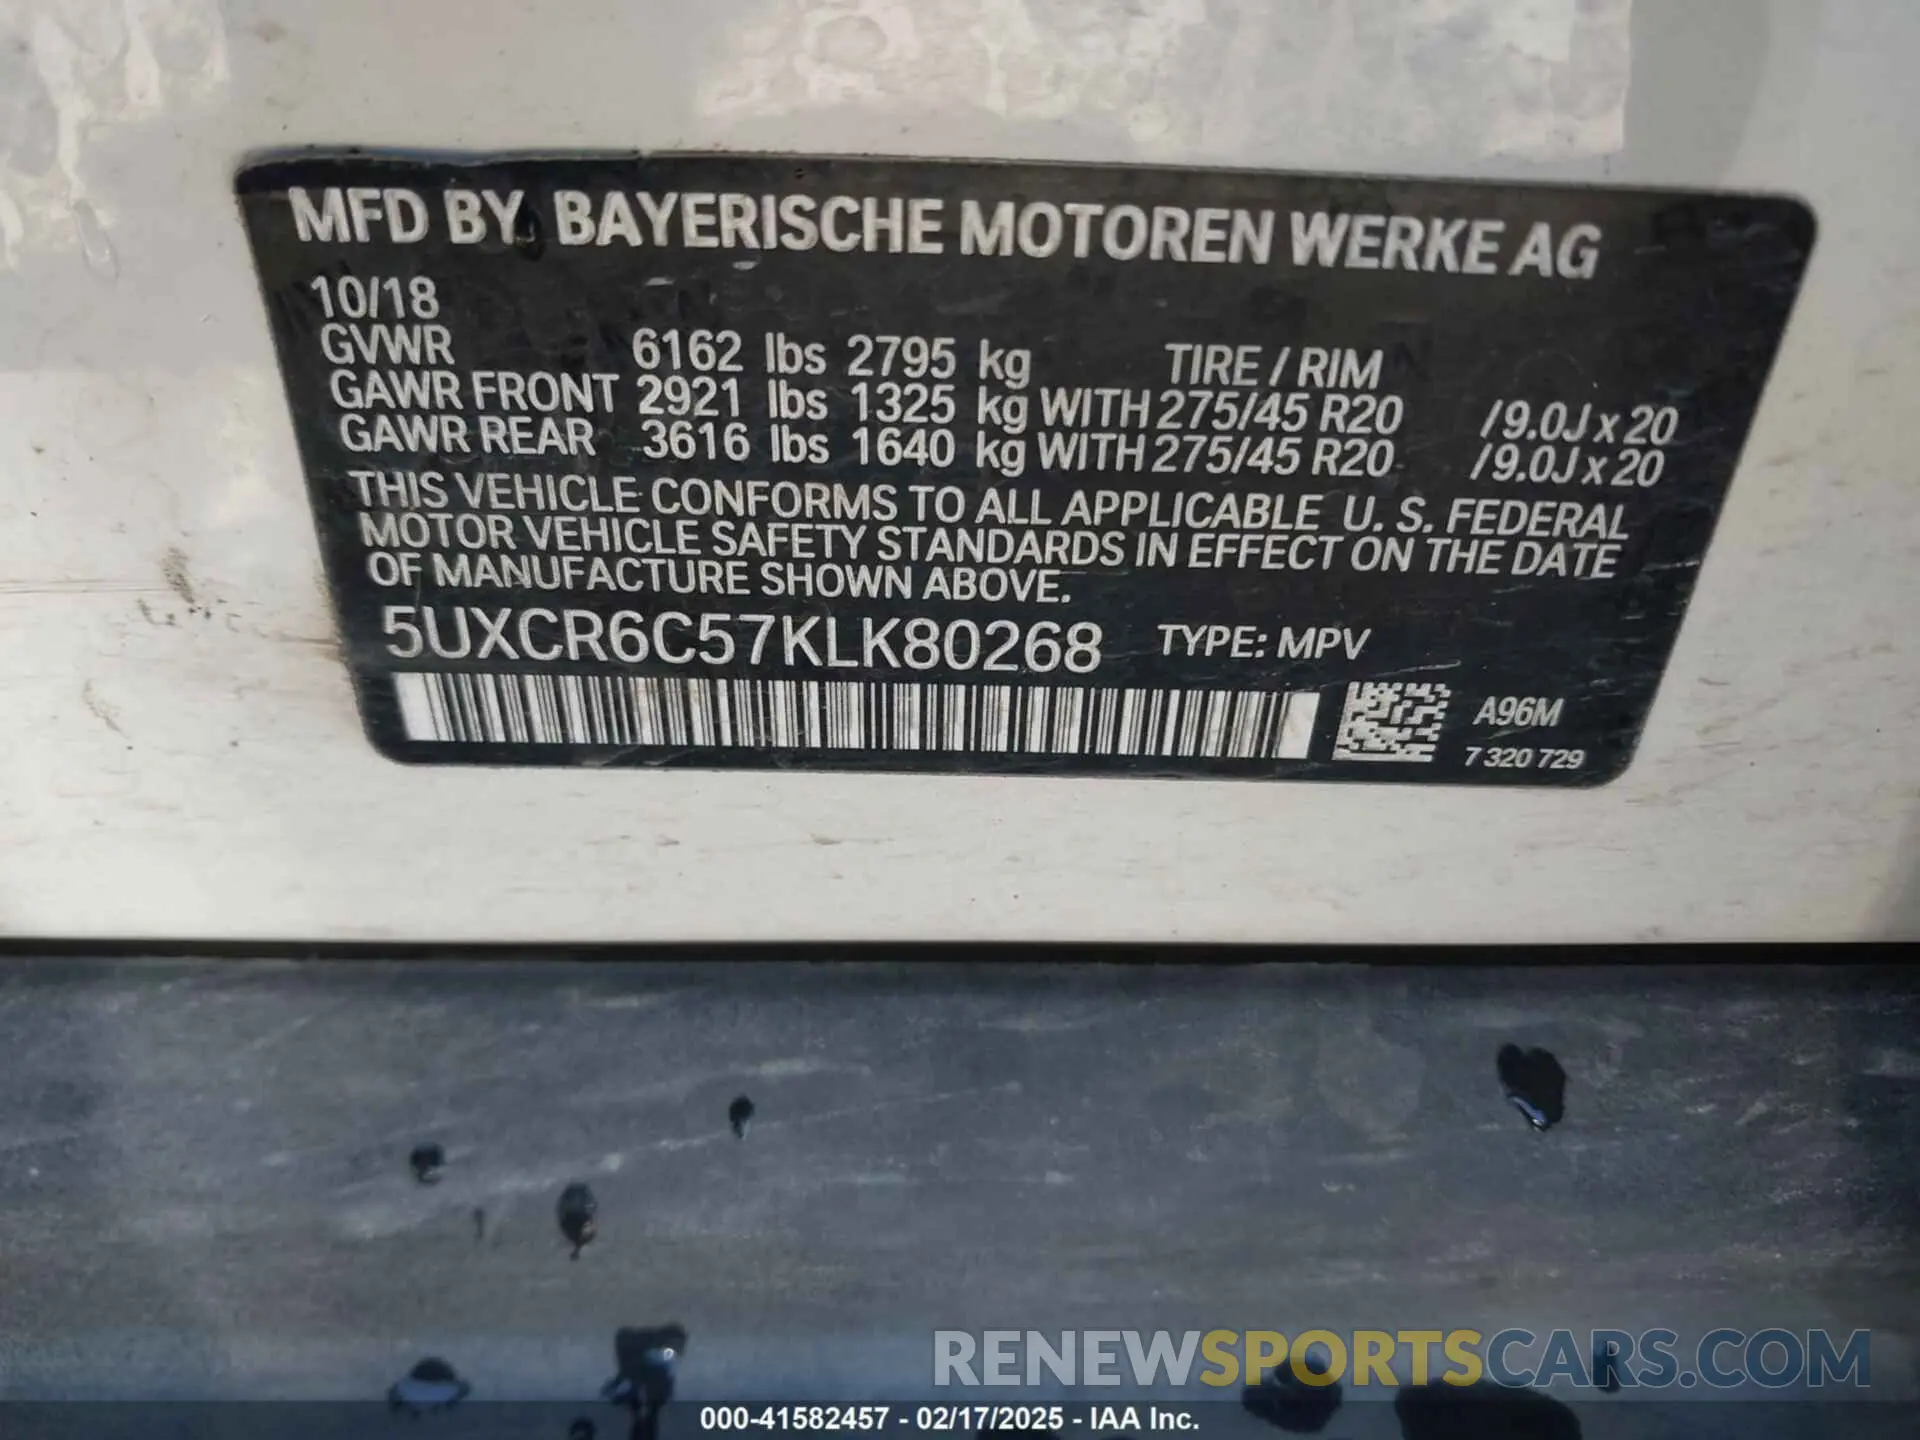 MFD BY BAYERISCHE MOTOREN WERKE AG
10/18
GVWR 6162 lbs 2795 kg TIRE / RIM
GAWR FRONT 2921 lbs 1325 kg WITH 275/45 R20 /9.0J x 20
GAWR REAR 3616 lbs 1640 kg WITH 275/45 R20 /9.0J x 20
THIS VEHICLE CONFORMS TO ALL APPLICABLE U. S. FEDERAL
MOTOR VEHICLE SAFETY STANDARDS IN EFFECT ON THE DATE
OF MANUFACTURE SHOWN ABOVE.
5UXCR6C57KLK80268 TYPE: MPV
A96M
7 320 729
RENEWSPORTSCARS.COM
000-41582457 - 02/17/2025 - IAA Inc.